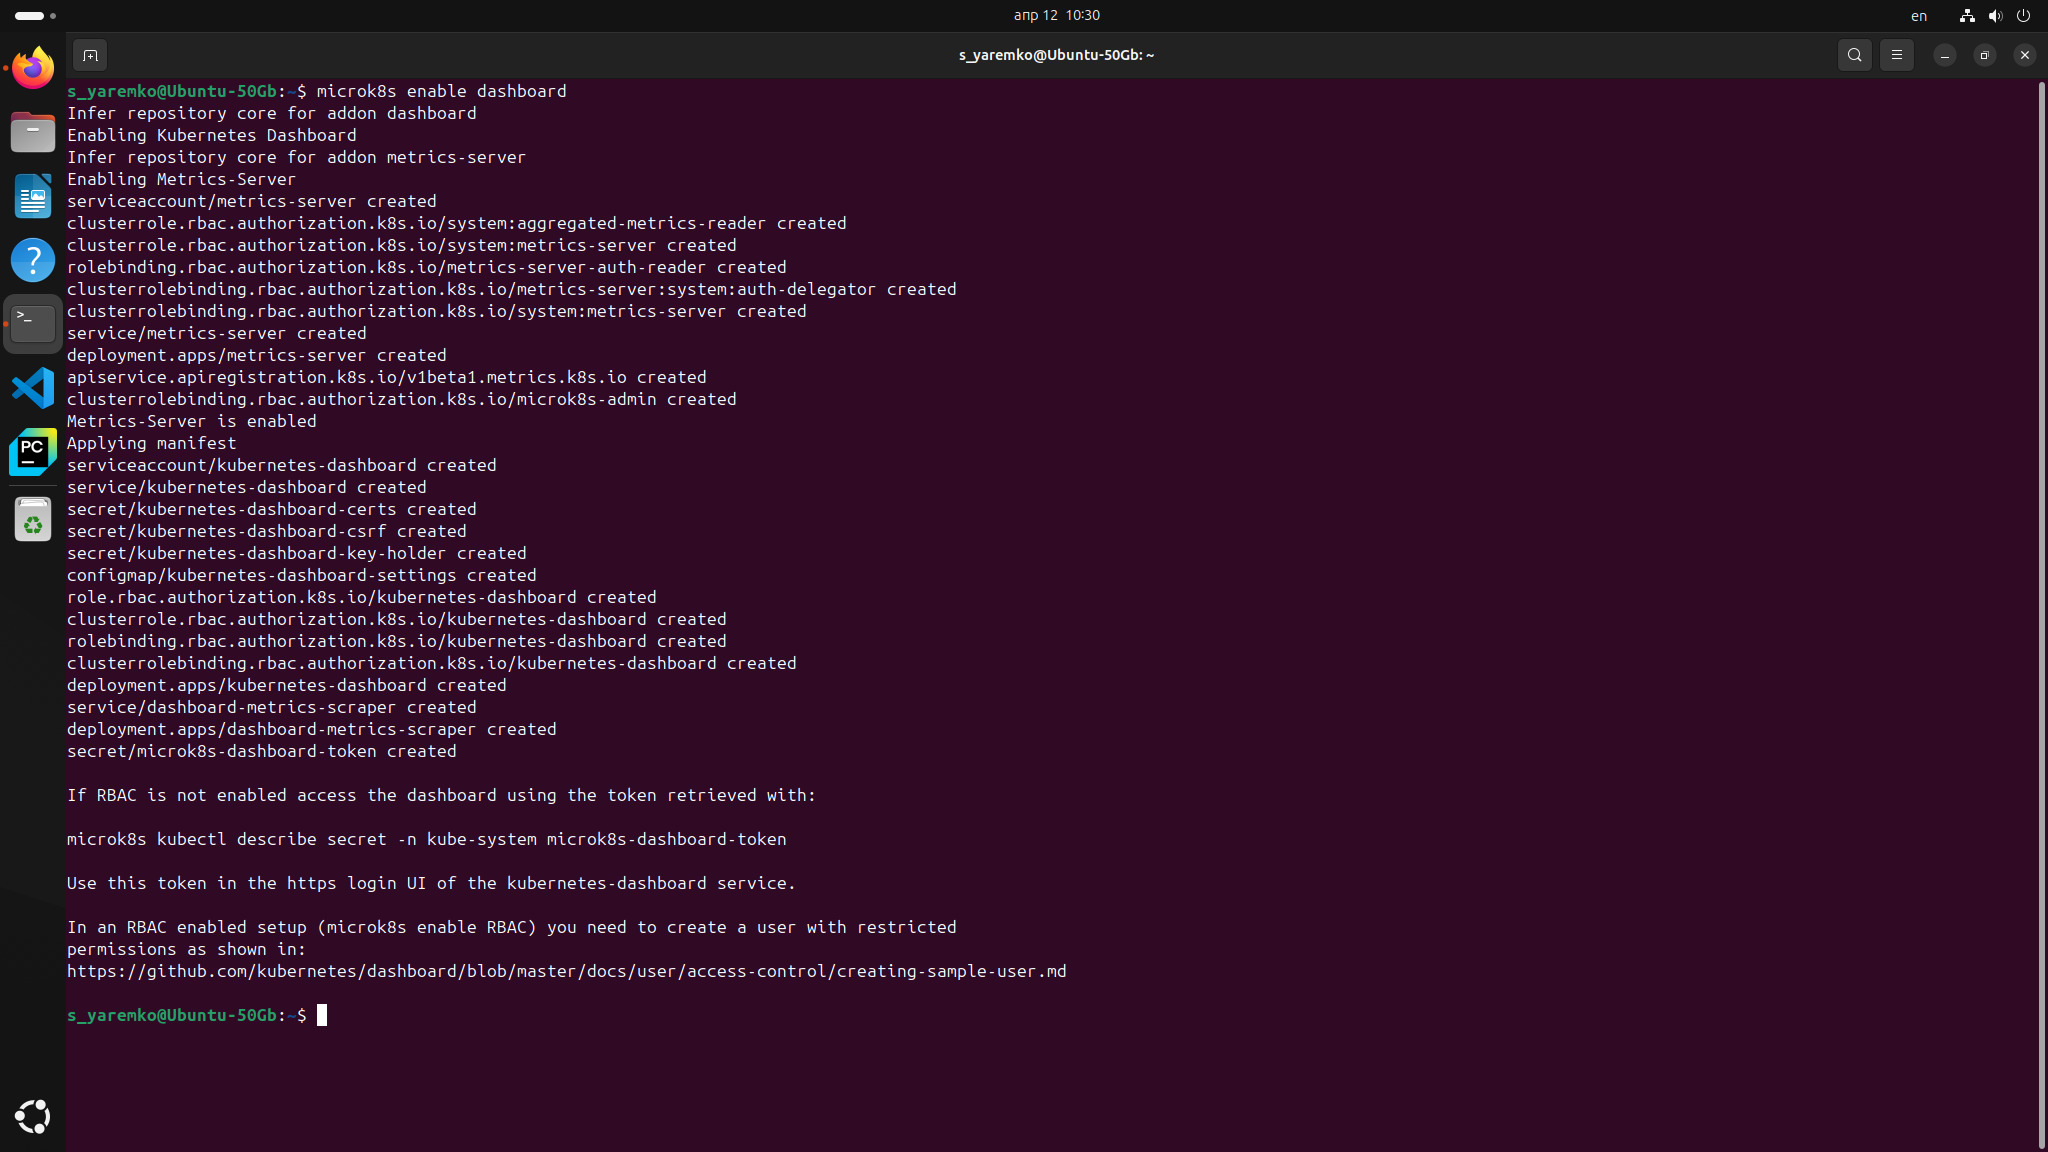 апр 12 10:30
en
s_yaremko@Ubuntu-50Gb: ~
s_yaremko@Ubuntu-50Gb:~$ microk8s enable dashboard
Infer repository core for addon dashboard
Enabling Kubernetes Dashboard
Infer repository core for addon metrics-server
Enabling Metrics-Server
serviceaccount/metrics-server created
clusterrole.rbac.authorization.k8s.io/system:aggregated-metrics-reader created
clusterrole.rbac.authorization.k8s.io/system:metrics-server created
rolebinding.rbac.authorization.k8s.io/metrics-server-auth-reader created
clusterrolebinding.rbac.authorization.k8s.io/metrics-server:system:auth-delegator created
clusterrolebinding.rbac.authorization.k8s.io/system:metrics-server created
service/metrics-server created
deployment.apps/metrics-server created
apiservice.apiregistration.k8s.io/v1beta1.metrics.k8s.io created
clusterrolebinding.rbac.authorization.k8s.io/microk8s-admin created
Metrics-Server is enabled
Applying manifest
serviceaccount/kubernetes-dashboard created
service/kubernetes-dashboard created
secret/kubernetes-dashboard-certs created
secret/kubernetes-dashboard-csrf created
secret/kubernetes-dashboard-key-holder created
configmap/kubernetes-dashboard-settings created
role.rbac.authorization.k8s.io/kubernetes-dashboard created
clusterrole.rbac.authorization.k8s.io/kubernetes-dashboard created
rolebinding.rbac.authorization.k8s.io/kubernetes-dashboard created
clusterrolebinding.rbac.authorization.k8s.io/kubernetes-dashboard created
deployment.apps/kubernetes-dashboard created
service/dashboard-metrics-scraper created
deployment.apps/dashboard-metrics-scraper created
secret/microk8s-dashboard-token created
If RBAC is not enabled access the dashboard using the token retrieved with:
microk8s kubectl describe secret -n kube-system microk8s-dashboard-token
Use this token in the https login UI of the kubernetes-dashboard service.
In an RBAC enabled setup (microk8s enable RBAC) you need to create a user with restricted
permissions as shown in:
https://github.com/kubernetes/dashboard/blob/master/docs/user/access-control/creating-sample-user.md
s_yaremko@Ubuntu-50Gb:~$
PC